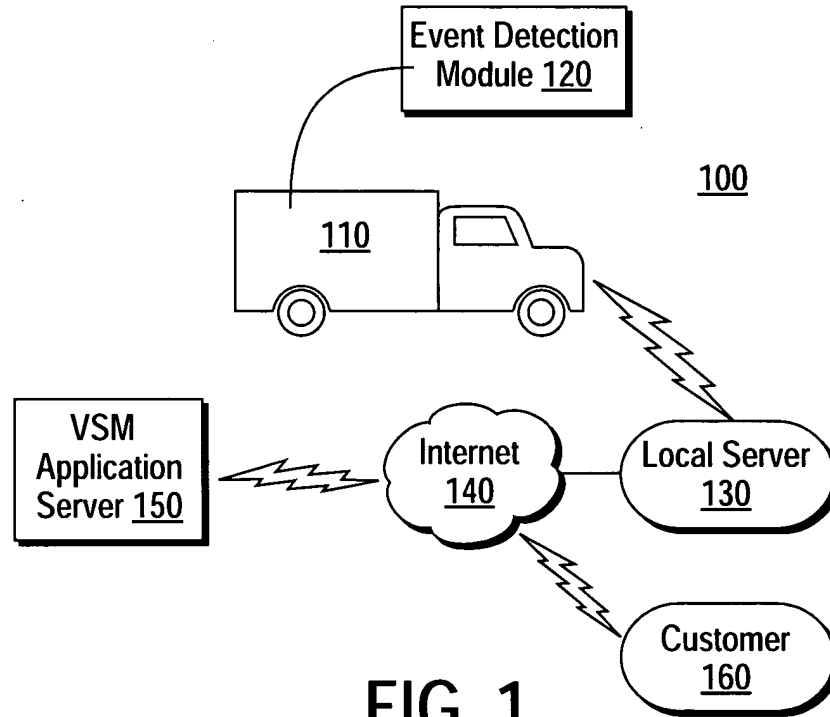 Event Detection
Module 120
100
110
VSM
Application
Server 150
Internet
140
Local Server
130
Customer
160
FIG. 1